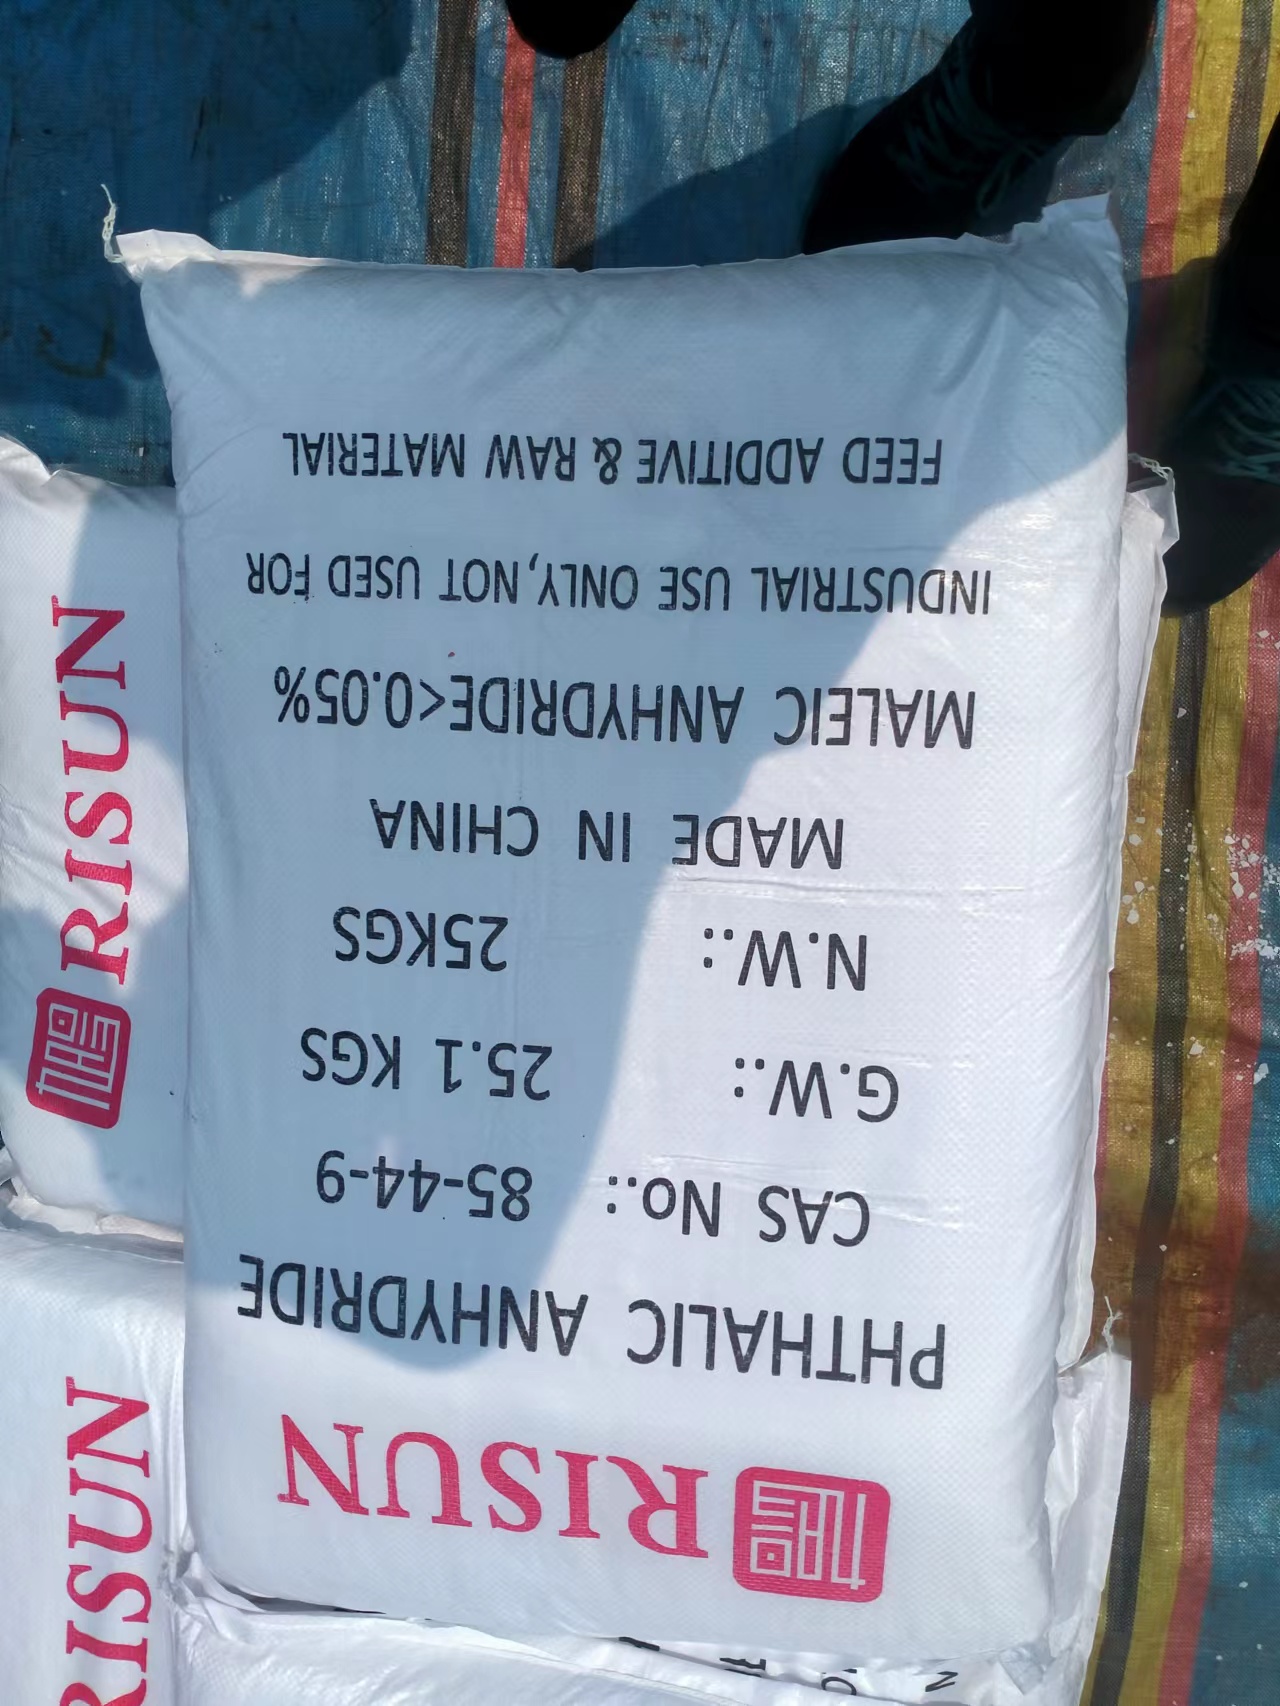 RISUN
PHTHALIC ANHYDRIDE
CAS No.: 85-44-9
G.W.: 25.1 KGS
N.W.: 25KGS
MADE IN CHINA
MALEIC ANHYDRIDE<0.05%
INDUSTRIAL USE ONLY,NOT USED FOR
FEED ADDITIVE & RAW MATERIAL
RISUN
RISUN